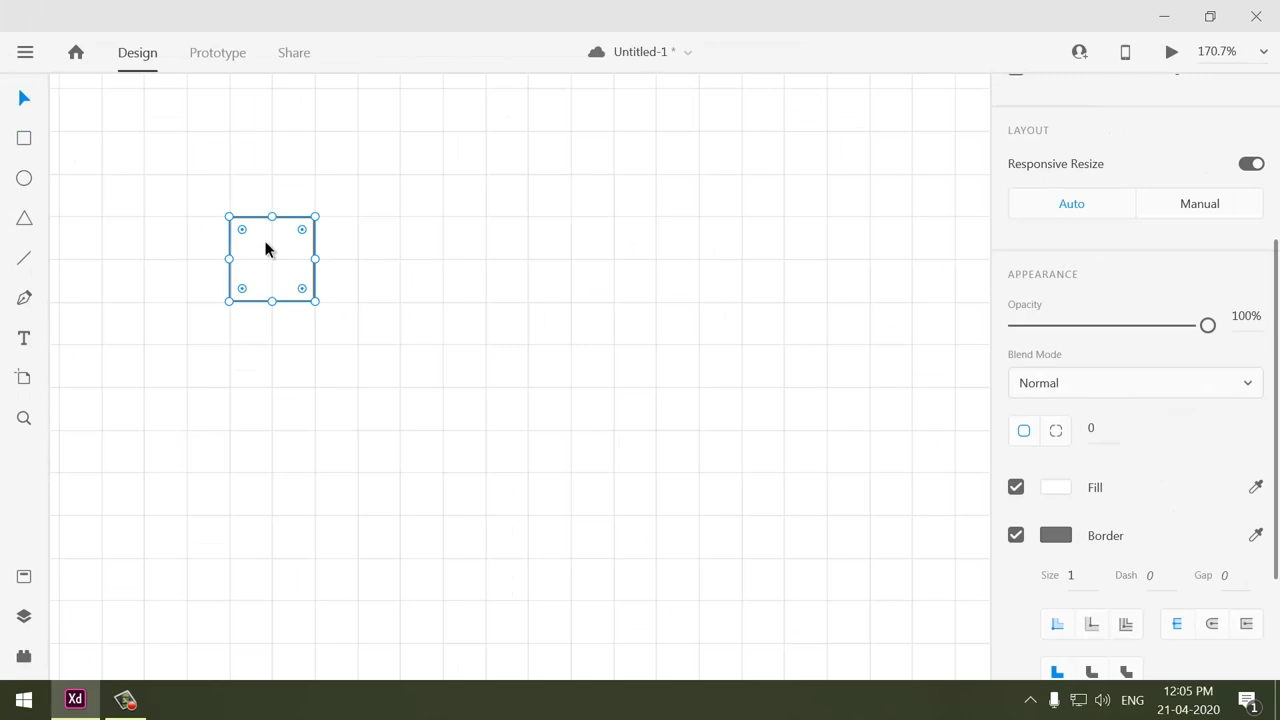 Design Prototype Share Untitled-1 * 170.7%
LAYOUT
Responsive Resize
Auto Manual
APPEARANCE
Opacity
100%
Blend Mode
Normal
0
Fill
Border
Size 1 Dash 0 Gap 0
T
Xd
ENG
12:05 PM
21-04-2020
1